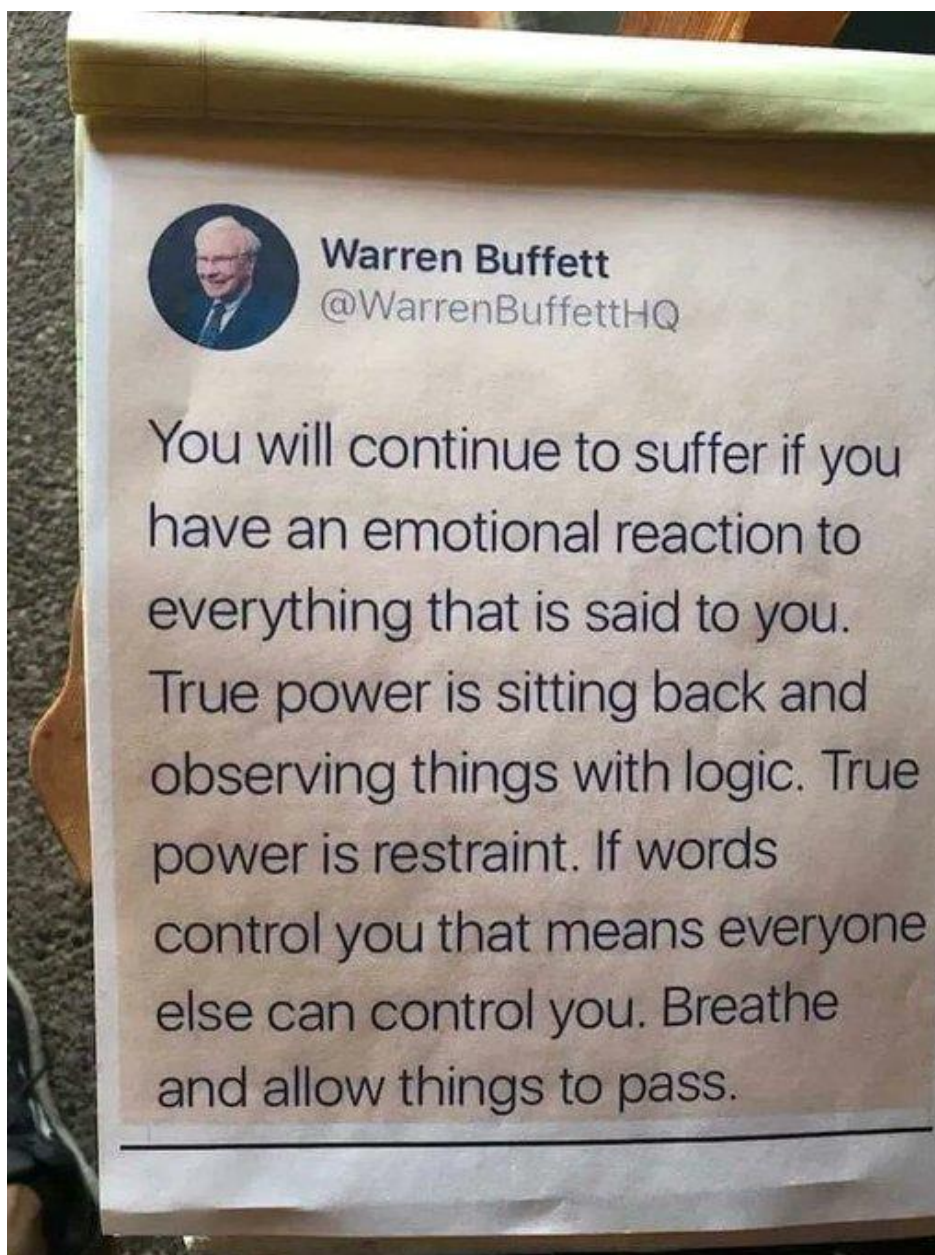 Warren Buffett
@WarrenBuffettHQ
You will continue to suffer if you
have an emotional reaction to
everything that is said to you.
True power is sitting back and
observing things with logic. True
power is restraint. If words
control you that means everyone
else can control you. Breathe
and allow things to pass.